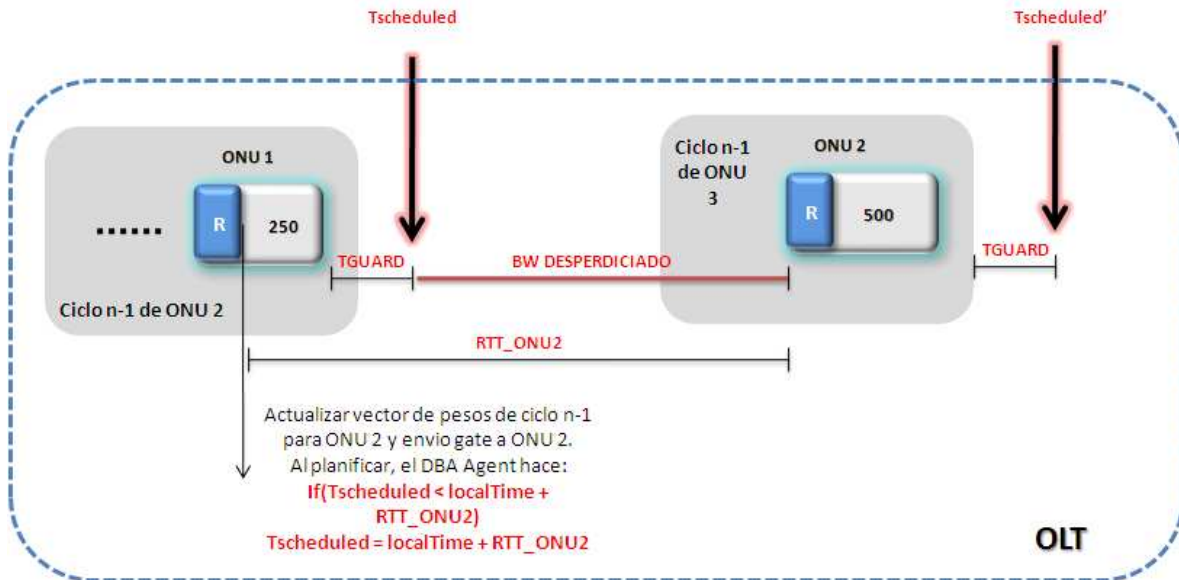 Tscheduled
Tscheduled'
ONU 1
R
250
......
Ciclo n-1 de ONU 2
TGUARD
BW DESPERDICIADO
Ciclo n-1
de ONU
3
ONU 2
R
500
TGUARD
RTT_ONU2
Actualizar vector de pesos de ciclo n-1
para ONU 2 y envio gate a ONU 2.
Al planificar, el DBA Agent hace:
If(Tscheduled < localTime +
RTT_ONU2)
Tscheduled = localTime + RTT_ONU2
OLT